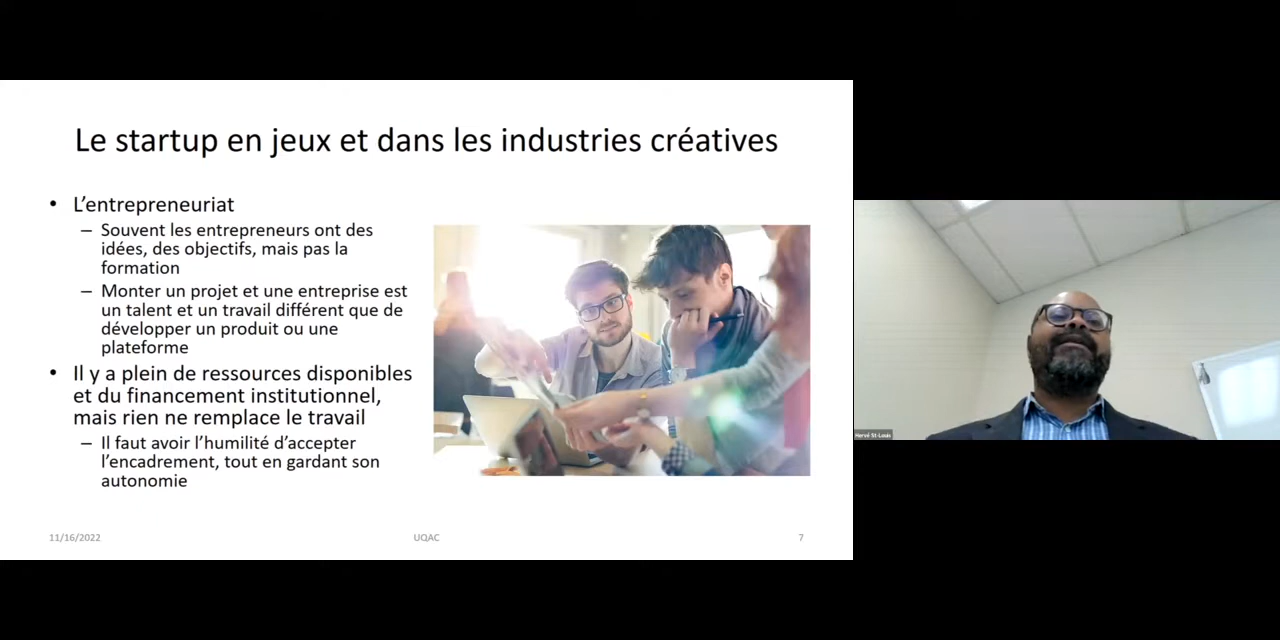 Le startup en jeux et dans les industries créatives
• L'entrepreneuriat
– Souvent les entrepreneurs ont des
idées, des objectifs, mais pas la
formation
– Monter un projet et une entreprise est
un talent et un travail différent que de
développer un produit ou une
plateforme
• Il y a plein de ressources disponibles
et du financement institutionnel,
mais rien ne remplace le travail
– Il faut avoir l'humilité d'accepter
l'encadrement, tout en gardant son
autonomie
11/16/2022
UQAC
7
Hervé St-Louis